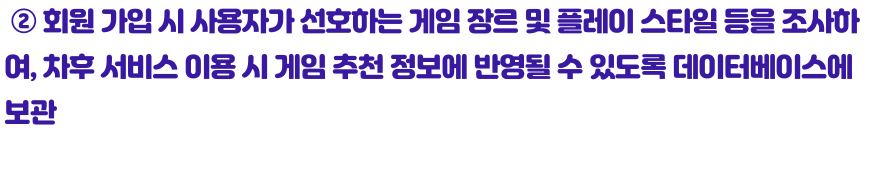 ② 회원 가입 시 사용자가 선호하는 게임 장르 및 플레이 스타일 등을 조사하
여, 차후 서비스 이용 시 게임 추천 정보에 반영될 수 있도록 데이터베이스에
보관